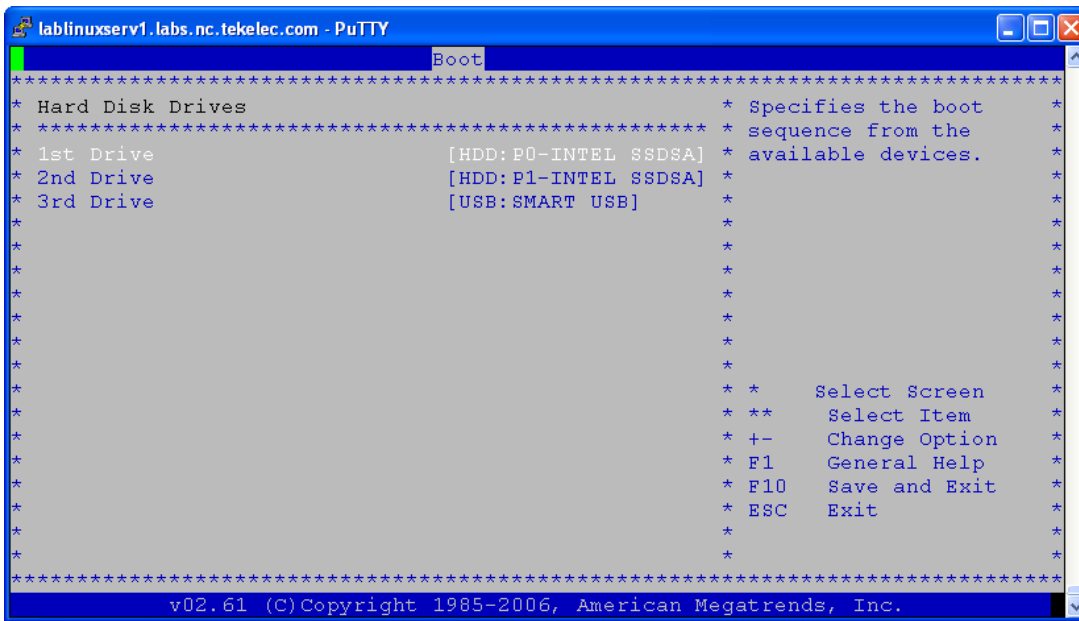 lablinuxserv1.labs.nc.tekelec.com - PuTTY
Boot
********************************************************************************
* Hard Disk Drives * Specifies the boot *
* *************************************************** * sequence from the *
* 1st Drive [HDD:P0-INTEL SSDSA] * available devices. *
* 2nd Drive [HDD:P1-INTEL SSDSA] * *
* 3rd Drive [USB:SMART USB] * *
* * *
* * *
* * *
* * *
* * *
* * *
* * *
* * * Select Screen *
* * ** Select Item *
* * +- Change Option *
* * F1 General Help *
* * F10 Save and Exit *
* * ESC Exit *
* * *
* * *
********************************************************************************
v02.61 (C)Copyright 1985-2006, American Megatrends, Inc.